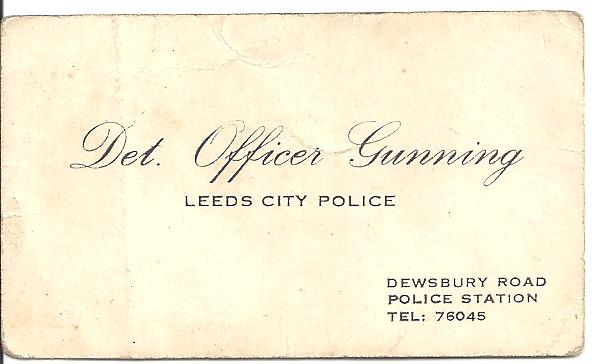 Det. Officer Gunning
LEEDS CITY POLICE
DEWSBURY ROAD
POLICE STATION
TEL: 76045